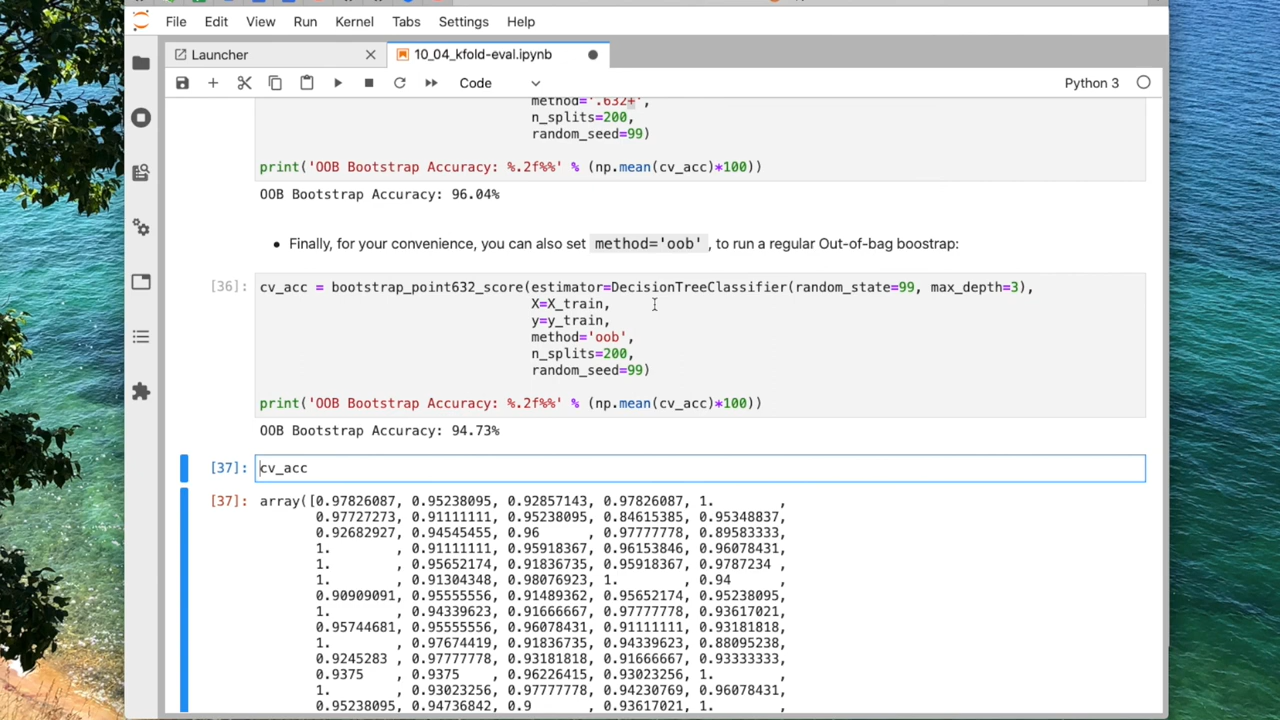 File Edit View Run Kernel Tabs Settings Help
Launcher
10_04_kfold-eval.ipynb
Code
Python 3
method='.632+',
n_splits=200,
random_seed=99)
print('OOB Bootstrap Accuracy: %.2f%%' % (np.mean(cv_acc)*100))
OOB Bootstrap Accuracy: 96.04%
• Finally, for your convenience, you can also set method='oob', to run a regular Out-of-bag boostrap:
[36]: cv_acc = bootstrap_point632_score(estimator=DecisionTreeClassifier(random_state=99, max_depth=3),
X=X_train,
y=y_train,
method='oob',
n_splits=200,
random_seed=99)
print('OOB Bootstrap Accuracy: %.2f%%' % (np.mean(cv_acc)*100))
OOB Bootstrap Accuracy: 94.73%
[37]: cv_acc
[37]: array([0.97826087, 0.95238095, 0.92857143, 0.97826087, 1. ,
0.97727273, 0.91111111, 0.95238095, 0.84615385, 0.95348837,
0.92682927, 0.94545455, 0.96 , 0.97777778, 0.89583333,
1. , 0.91111111, 0.95918367, 0.96153846, 0.96078431,
0.95652174, 0.91836735, 0.95918367, 0.9787234 ,
1. , 0.91304348, 0.98076923, 1. , 0.94 ,
0.90909091, 0.95555556, 0.91489362, 0.95652174, 0.95238095,
1. , 0.94339623, 0.91666667, 0.97777778, 0.93617021,
0.95744681, 0.95555556, 0.96078431, 0.91111111, 0.93181818,
1. , 0.97674419, 0.91836735, 0.94339623, 0.88095238,
0.9245283 , 0.97777778, 0.93181818, 0.91666667, 0.93333333,
0.9375 , 0.9375 , 0.96226415, 0.93023256, 1. ,
1. , 0.93023256, 0.97777778, 0.94230769, 0.96078431,
0.95238095, 0.94736842, 0.9 , 0.93617021, 1. ,